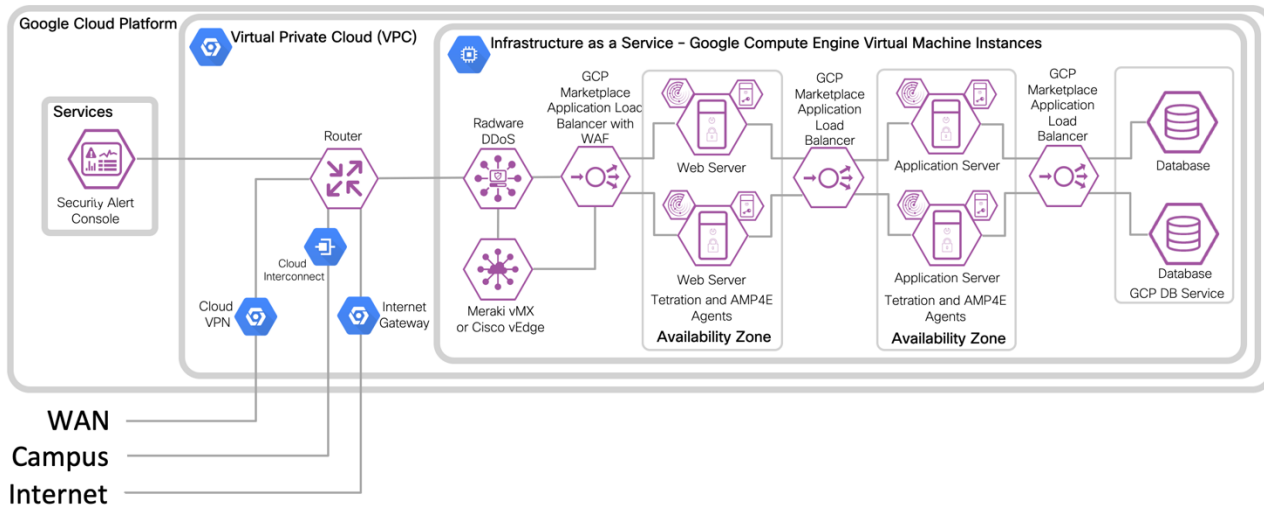 Google Cloud Platform
Virtual Private Cloud (VPC)
Infrastructure as a Service – Google Compute Engine Virtual Machine Instances
Services
Security Alert
Console
Router
Cloud
Interconnect
Cloud
VPN
Internet
Gateway
Radware
DDoS
Meraki vMX
or Cisco vEdge
GCP
Marketplace
Application Load
Balancer with
WAF
Web Server
Web Server
Tetration and AMP4E
Agents
Availability Zone
GCP
Marketplace
Application
Load
Balancer
Application Server
Application Server
Tetration and AMP4E
Agents
Availability Zone
GCP
Marketplace
Application
Load
Balancer
Database
Database
GCP DB Service
WAN
Campus
Internet